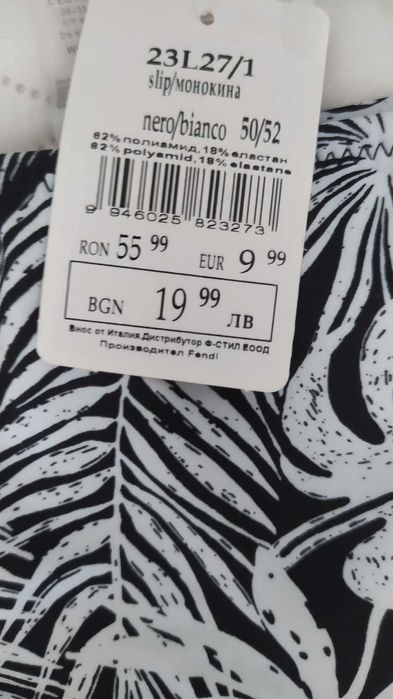 23L27/1
slip/монокина
nero/bianco 50/52
82% полиамид, 18% еластан
82% polyamid, 18% elastane
9 946025 823273
RON 55 99 EUR 9 99
BGN 19 99 ЛВ
Внос от Италия, Дистрибутор Ф-СТИЛ ЕООД
Производител Fendi